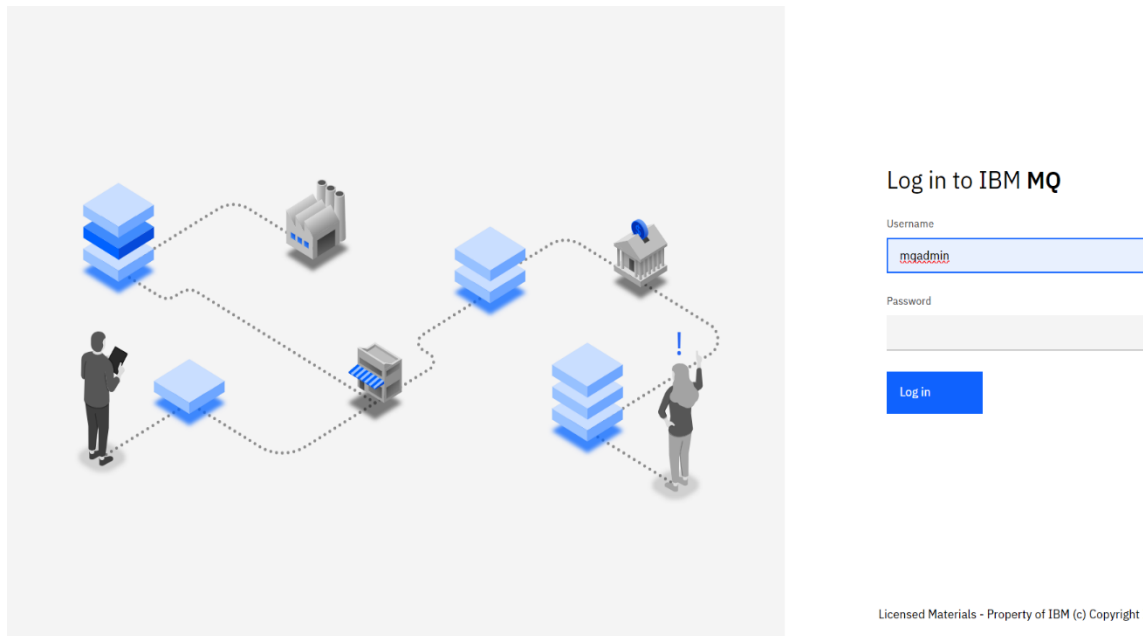 Log in to IBM MQ
Username
mqadmin
Password
Log in
Licensed Materials - Property of IBM (c) Copyright